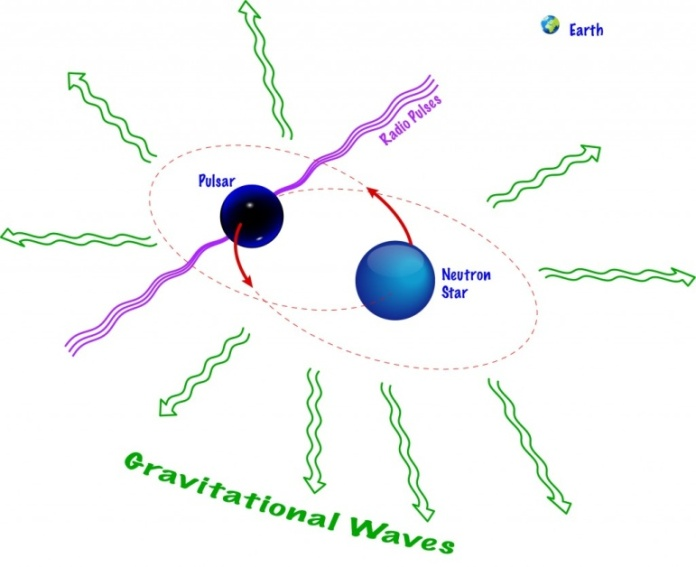 Earth
Radio Pulses
Pulsar
Neutron
Star
Gravitational Waves